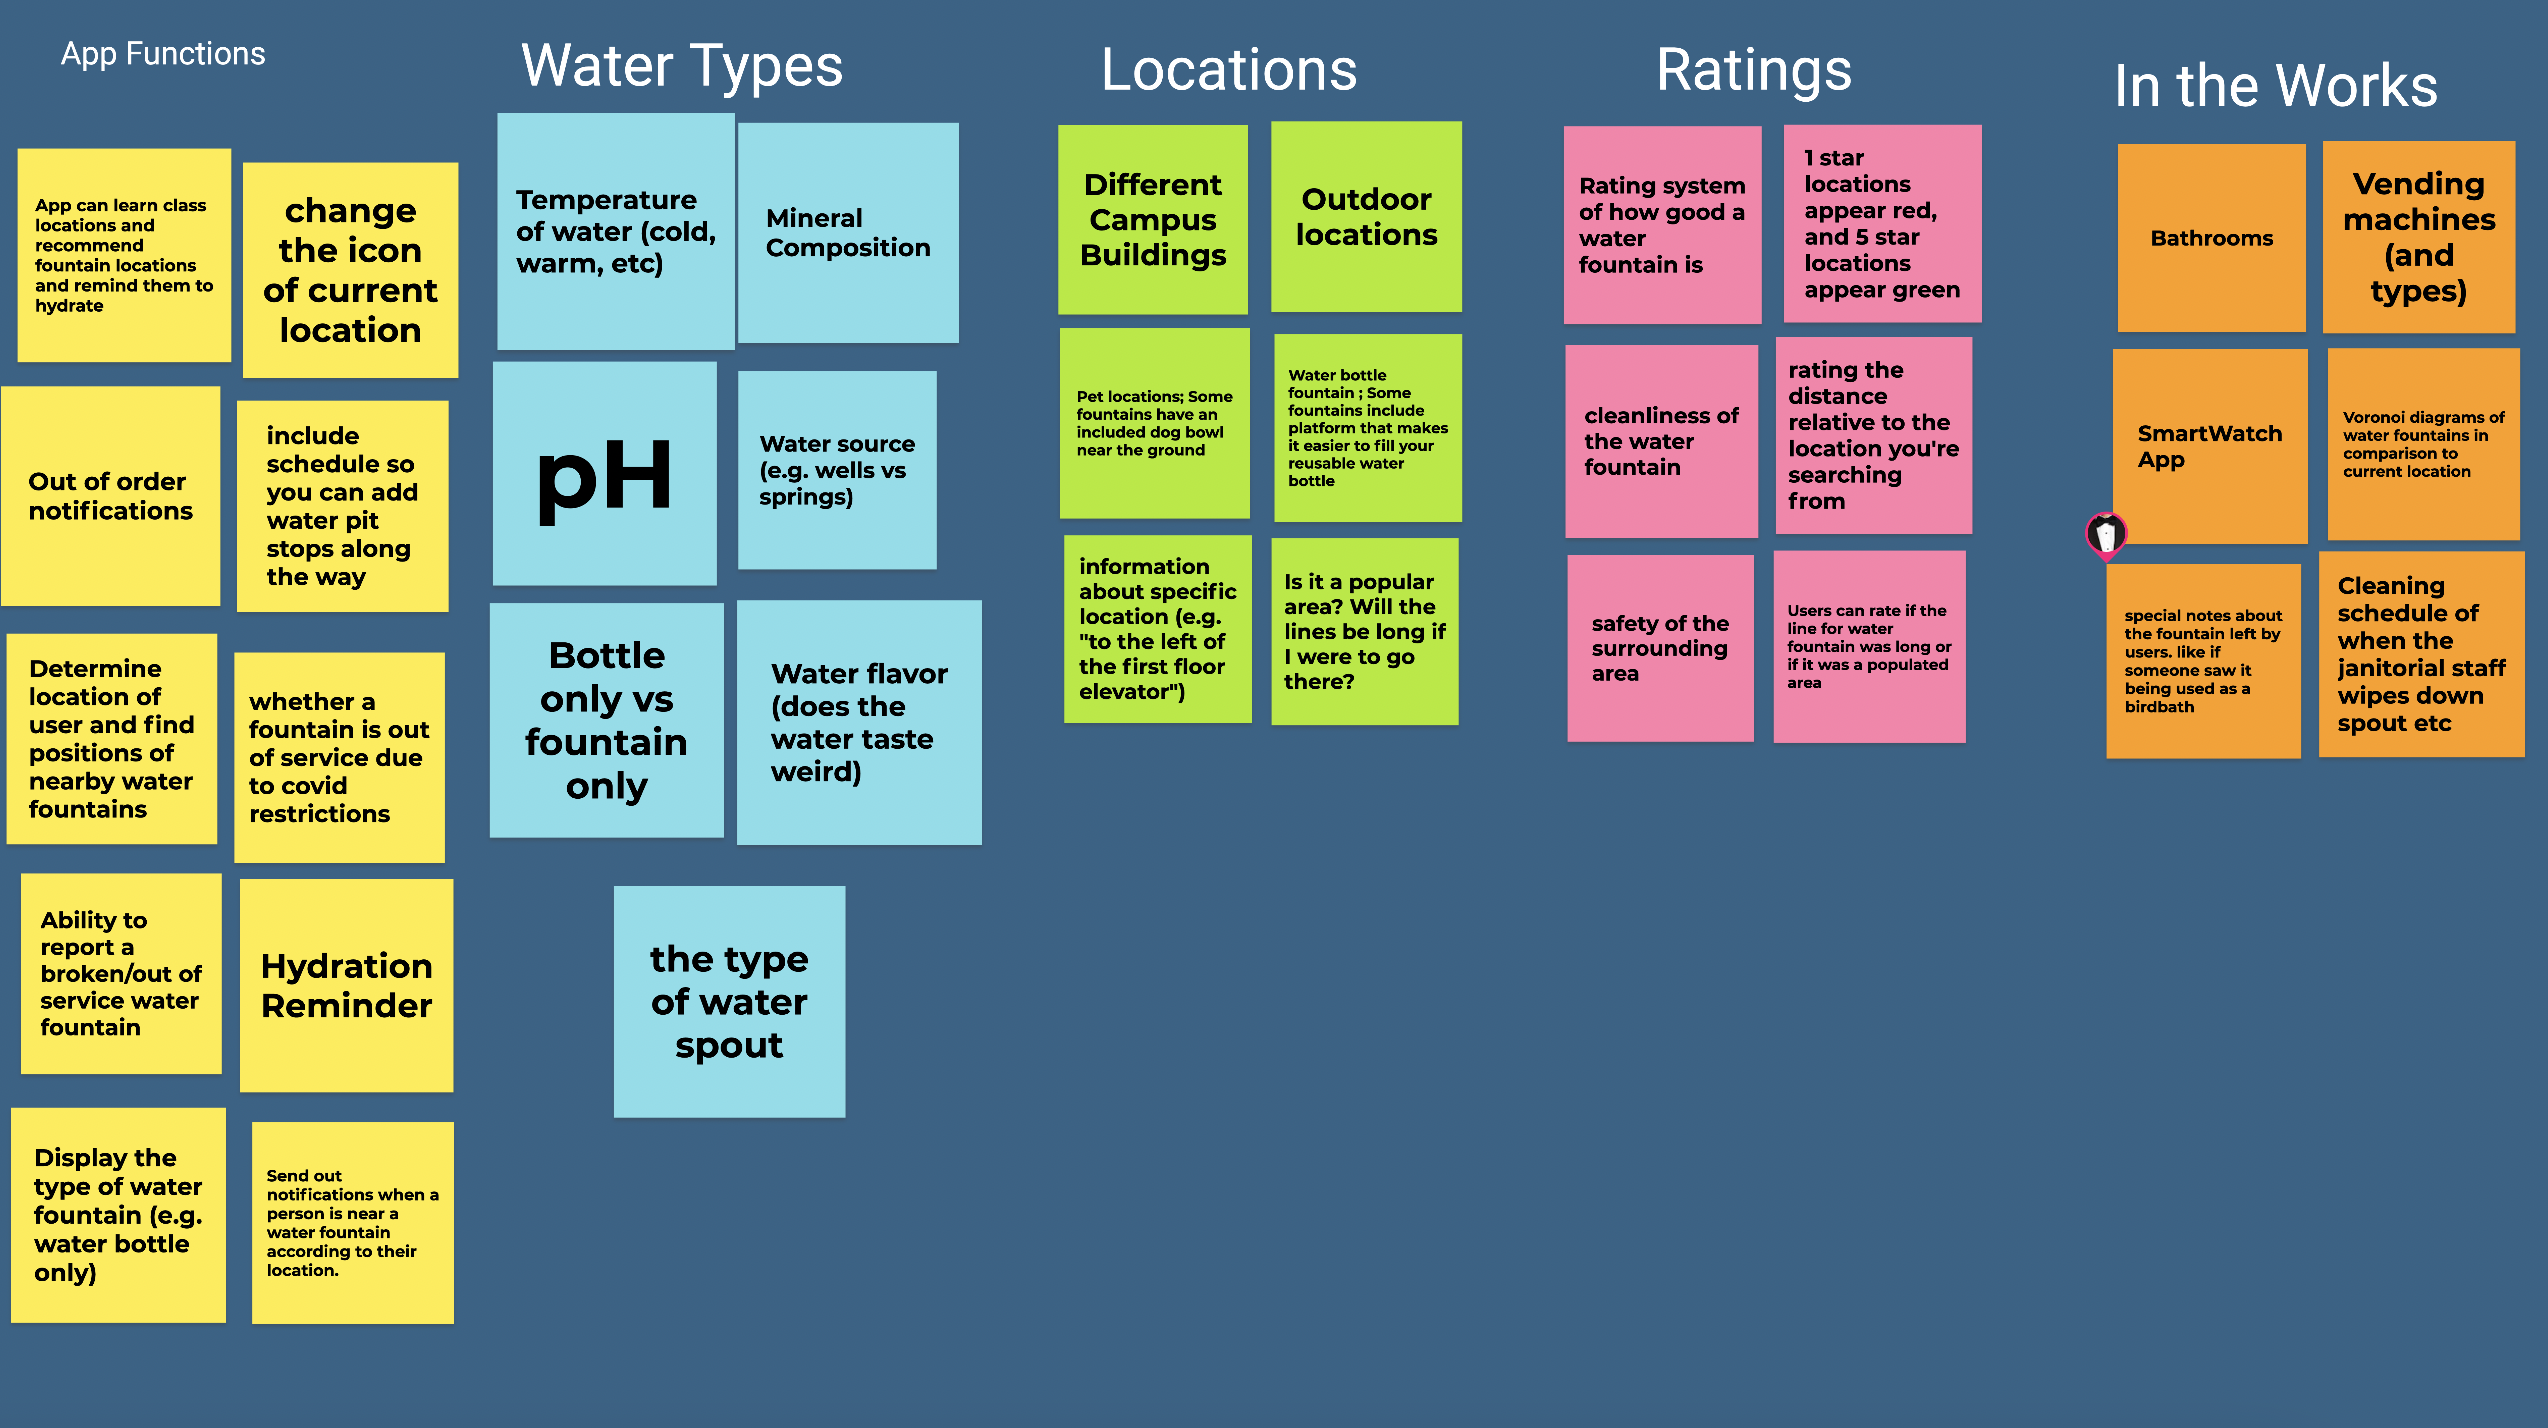 App Functions
App can learn class
locations and
recommend
fountain locations
and remind them to
hydrate
change
the icon
of current
location
Out of order
notifications
include
schedule so
you can add
water pit
stops along
the way
Determine
location of
user and find
positions of
nearby water
fountains
whether a
fountain is out
of service due
to covid
restrictions
Ability to
report a
broken/out of
service water
fountain
Hydration
Reminder
Display the
type of water
fountain (e.g.
water bottle
only)
Send out
notifications when a
person is near a
water fountain
according to their
location.
Water Types
Temperature
of water (cold,
warm, etc)
Mineral
Composition
pH
Water source
(e.g. wells vs
springs)
Bottle
only vs
fountain
only
Water flavor
(does the
water taste
weird)
the type
of water
spout
Locations
Different
Campus
Buildings
Outdoor
locations
Pet locations; Some
fountains have an
included dog bowl
near the ground
Water bottle
fountain ; Some
fountains include
platform that makes
it easier to fill your
reusable water
bottle
information
about specific
location (e.g.
"to the left of
the first floor
elevator")
Is it a popular
area? Will the
lines be long if
I were to go
there?
Ratings
Rating system
of how good a
water
fountain is
1 star
locations
appear red,
and 5 star
locations
appear green
cleanliness of
the water
fountain
rating the
distance
relative to the
location you're
searching
from
safety of the
surrounding
area
Users can rate if the
line for water
fountain was long or
if it was a populated
area
In the Works
Bathrooms
Vending
machines
(and
types)
SmartWatch
App
Voronoi diagrams of
water fountains in
comparison to
current location
special notes about
the fountain left by
users. like if
someone saw it
being used as a
birdbath
Cleaning
schedule of
when the
janitorial staff
wipes down
spout etc